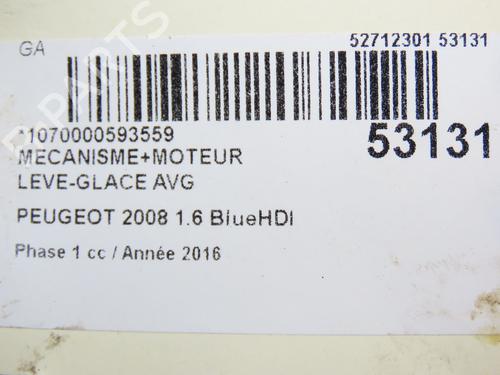 GA
52712301 53131
*1070000593559
53131
MECANISME+MOTEUR
LEVE-GLACE AVG
PEUGEOT 2008 1.6 BlueHDI
Phase 1 cc / Année 2016
B-PARTS